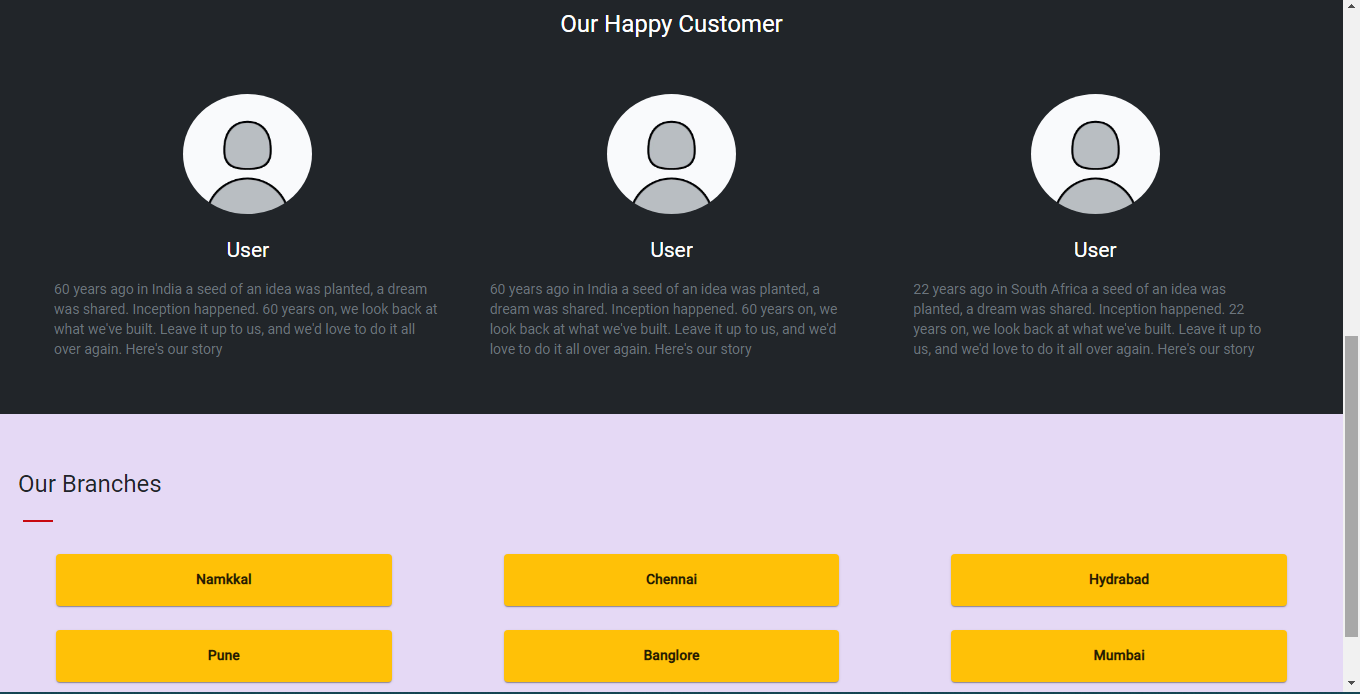 Our Happy Customer
User
60 years ago in India a seed of an idea was planted, a dream
was shared. Inception happened. 60 years on, we look back at
what we've built. Leave it up to us, and we'd love to do it all
over again. Here's our story
User
60 years ago in India a seed of an idea was planted, a
dream was shared. Inception happened. 60 years on, we
look back at what we've built. Leave it up to us, and we'd
love to do it all over again. Here's our story
User
22 years ago in South Africa a seed of an idea was
planted, a dream was shared. Inception happened. 22
years on, we look back at what we've built. Leave it up to
us, and we'd love to do it all over again. Here's our story
Our Branches
Namkkal
Chennai
Hydrabad
Pune
Banglore
Mumbai